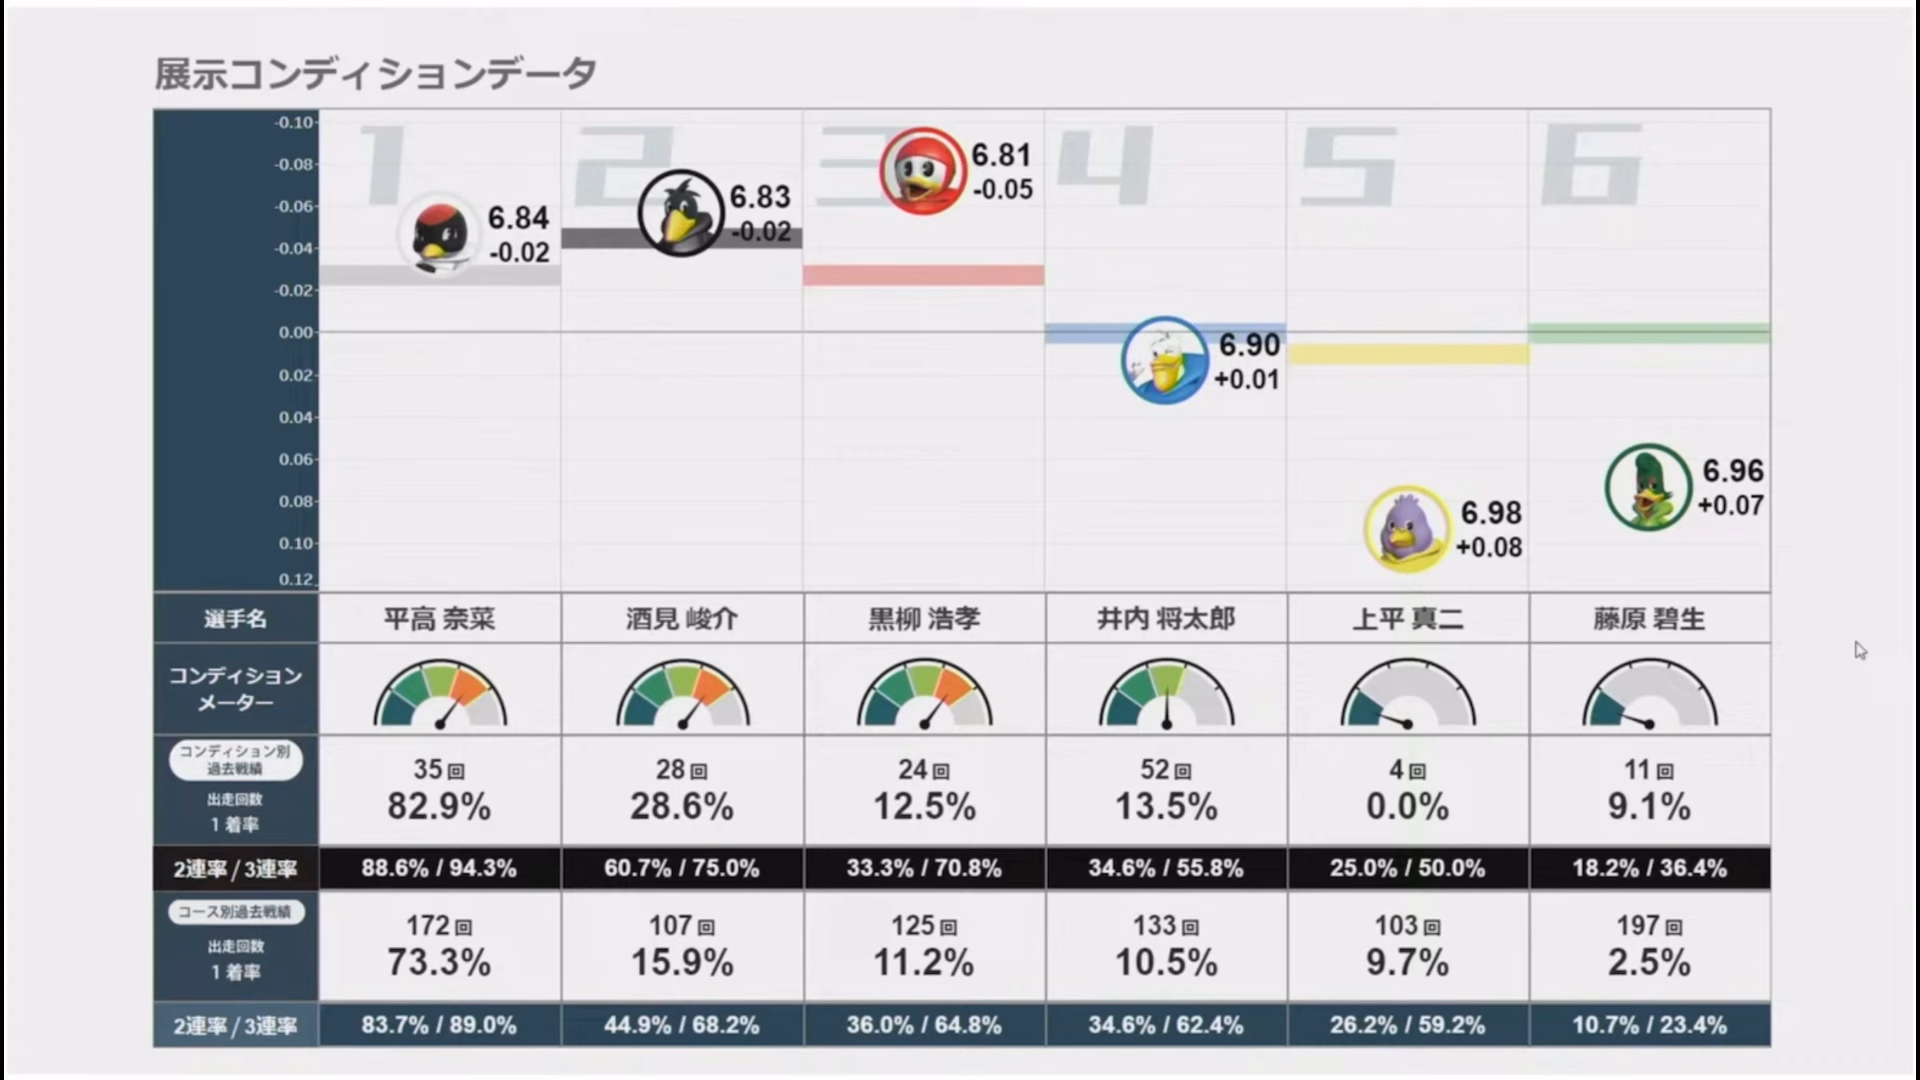 展示コンディションデータ
-0.10
-0.08
-0.06
-0.04
-0.02
0.00
0.02
0.04
0.06
0.08
0.10
0.12
1 2 3 4 5 6
6.84
-0.02
6.83
-0.02
6.81
-0.05
6.90
+0.01
6.98
+0.08
6.96
+0.07
選手名 平高 奈菜 酒見 峻介 黒柳 浩孝 井内 将太郎 上平 真二 藤原 碧生
コンディション
メーター
コンディション別
過去戦績
出走回数 35回 28回 24回 52回 4回 11回
1着率 82.9% 28.6% 12.5% 13.5% 0.0% 9.1%
2連率/3連率 88.6% / 94.3% 60.7% / 75.0% 33.3% / 70.8% 34.6% / 55.8% 25.0% / 50.0% 18.2% / 36.4%
コース別過去戦績
出走回数 172回 107回 125回 133回 103回 197回
1着率 73.3% 15.9% 11.2% 10.5% 9.7% 2.5%
2連率/3連率 83.7% / 89.0% 44.9% / 68.2% 36.0% / 64.8% 34.6% / 62.4% 26.2% / 59.2% 10.7% / 23.4%